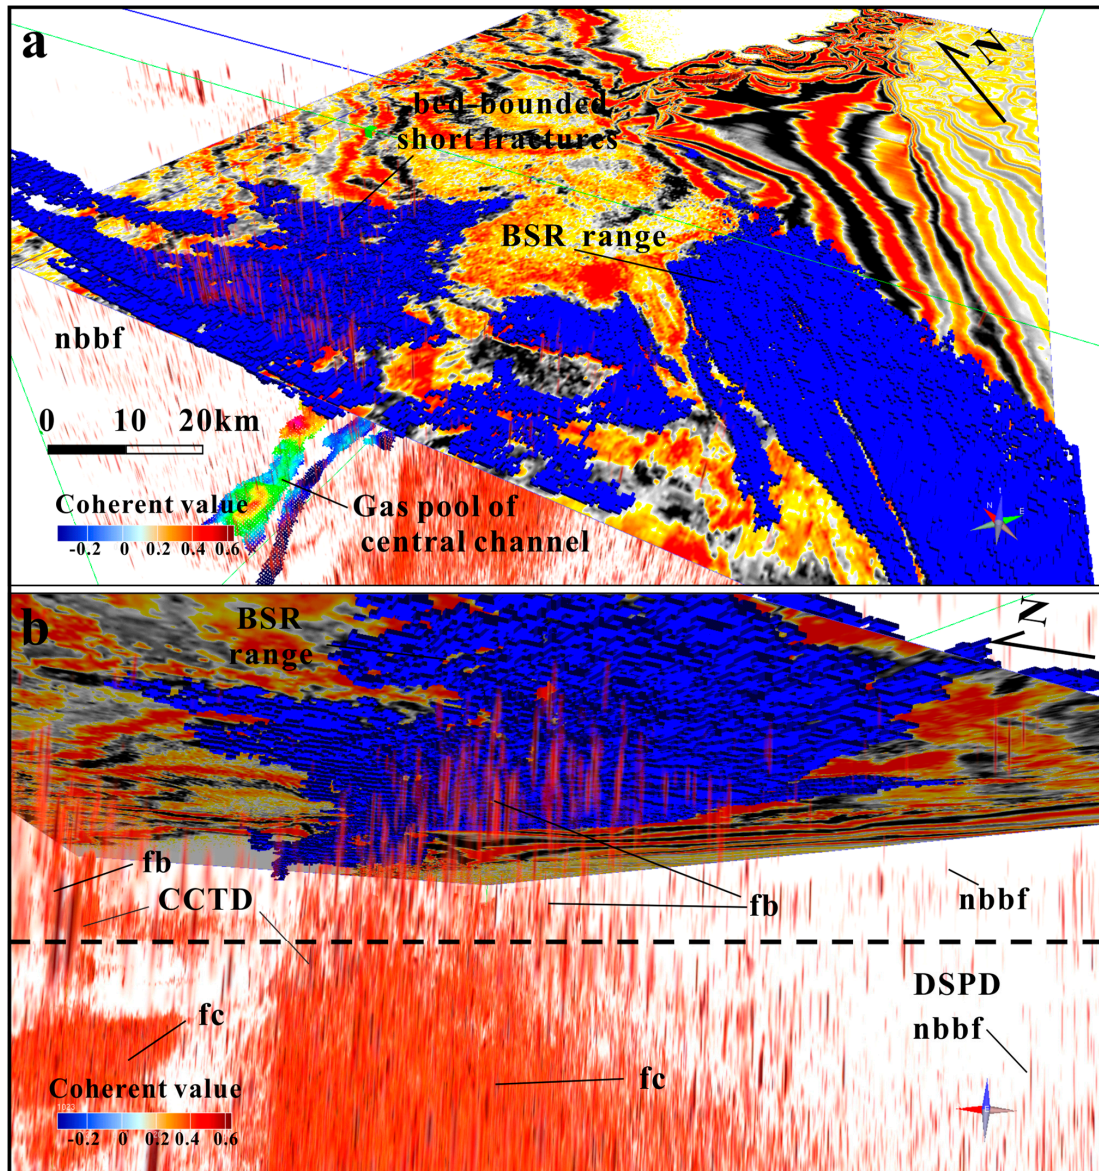 a
N
bed-bounded
short fractures
BSR range
nbbf
0 10 20km
Coherent value
-0.2 0 0.2 0.4 0.6
Gas pool of
central channel
N
E
b
BSR
range
N
fb
CCTD
fb
nbbf
DSPD
nbbf
fc
fc
Coherent value
1023
-0.2 0 0.2 0.4 0.6